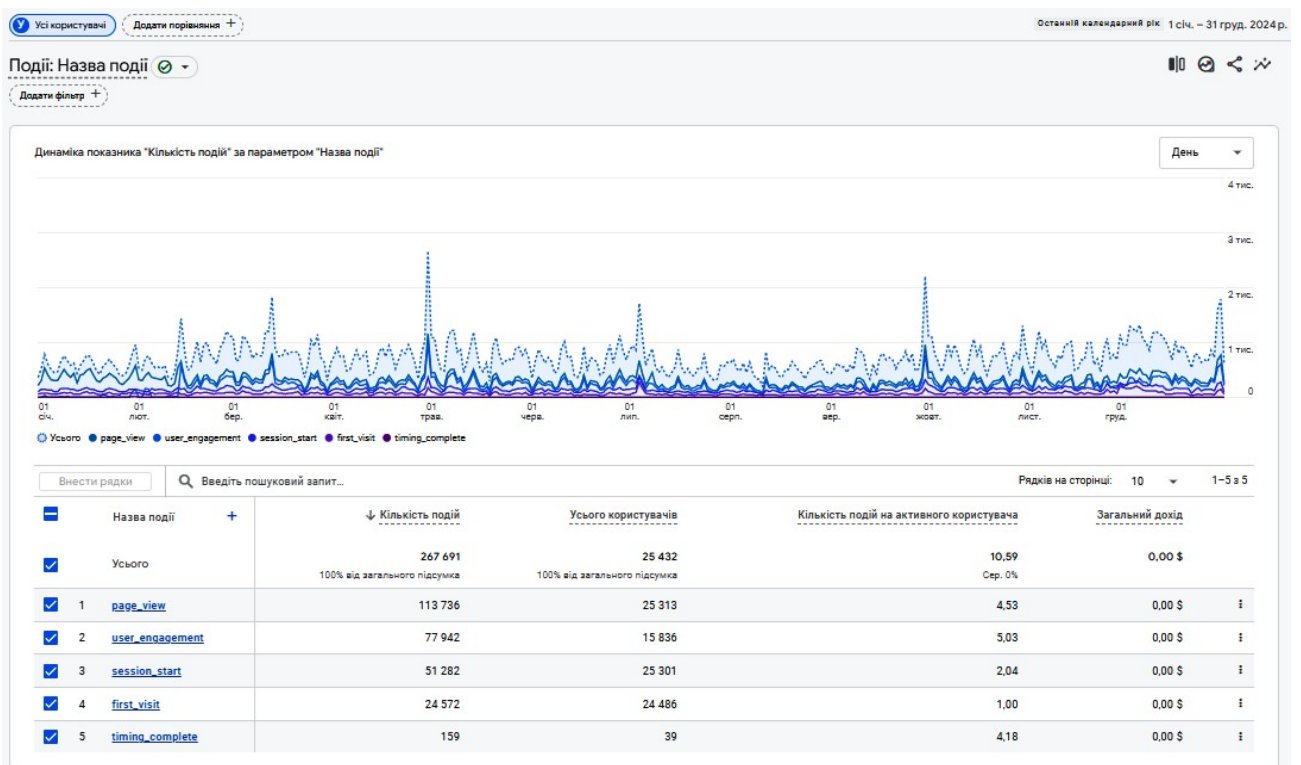 У Усі користувачі Додати порівняння + Останній календарний рік 1 січ. – 31 груд. 2024 р.
Події: Назва події
Додати фільтр +
Динаміка показника "Кількість подій" за параметром "Назва події" День
4 тис.
3 тис.
2 тис.
1 тис.
0
01 01 01 01 01 01 01 01 01 01 01 01
січ. лют. бер. квіт. трав. черв. лип. серп. вер. жовт. лист. груд.
Усього page_view user_engagement session_start first_visit timing_complete
Внести рядки Введіть пошуковий запит... Рядків на сторінці: 10 1–5 з 5
Назва події + ↓ Кількість подій Усього користувачів Кількість подій на активного користувача Загальний дохід
Усього 267 691 25 432 10,59 0,00 $
100% від загального підсумка 100% від загального підсумка Сер. 0%
1 page_view 113 736 25 313 4,53 0,00 $
2 user_engagement 77 942 15 836 5,03 0,00 $
3 session_start 51 282 25 301 2,04 0,00 $
4 first_visit 24 572 24 486 1,00 0,00 $
5 timing_complete 159 39 4,18 0,00 $